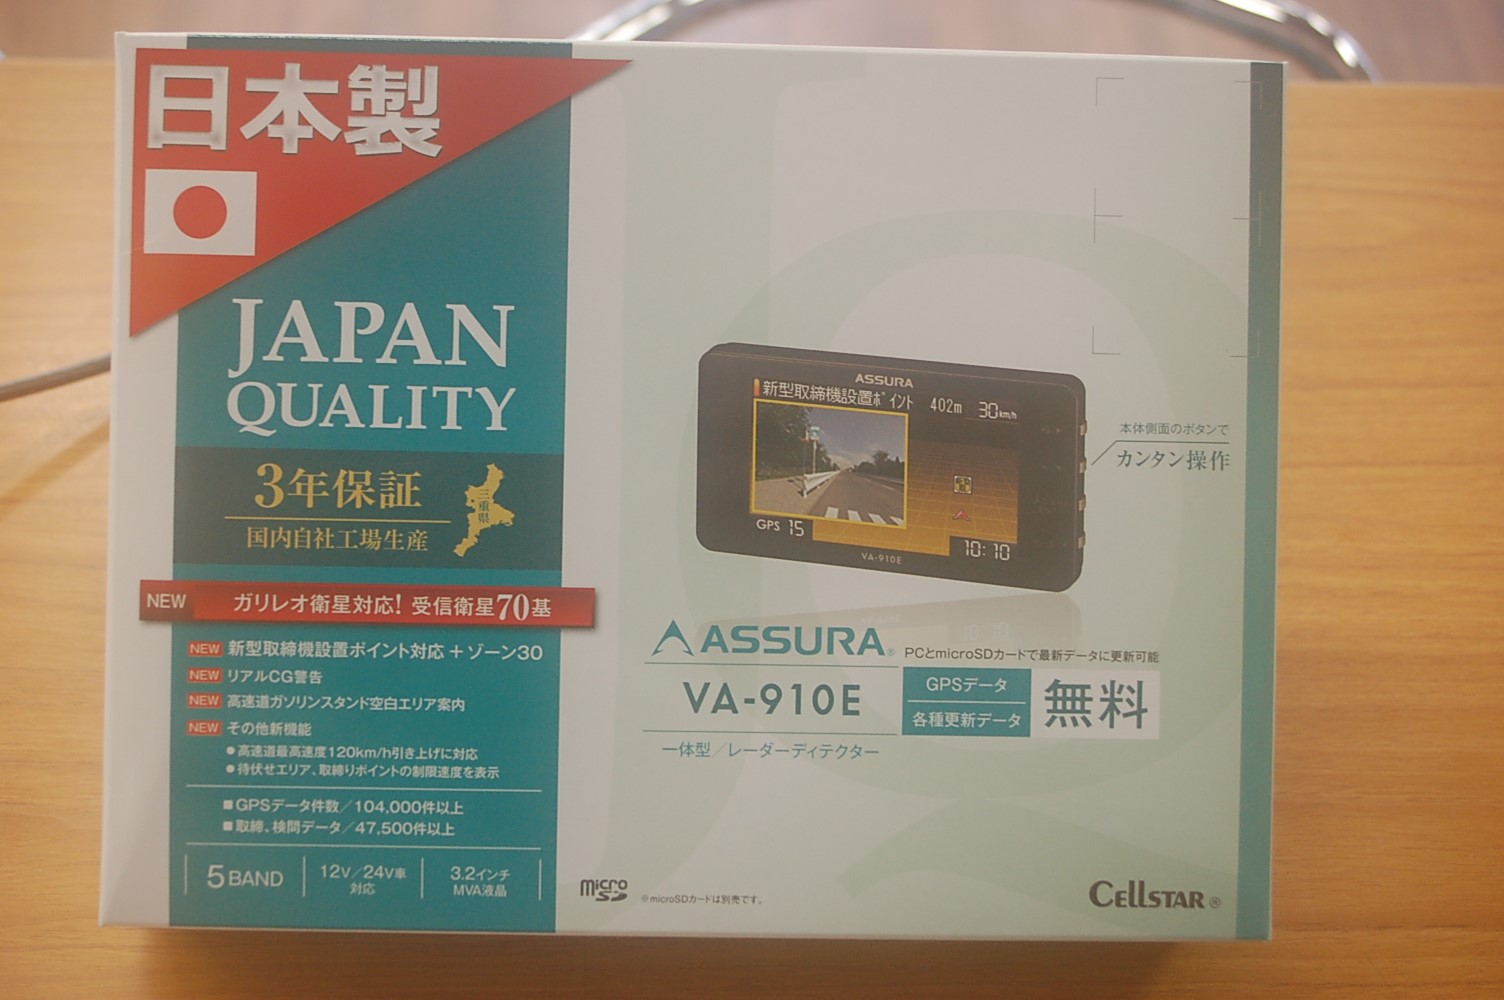 日本製
JAPAN
QUALITY
3年保証
国内自社工場生産
三重県
NEW ガリレオ衛星対応! 受信衛星70基
NEW 新型取締機設置ポイント対応+ゾーン30
NEW リアルCG警告
NEW 高速道ガソリンスタンド空白エリア案内
NEW その他新機能
●高速道最高速度120km/h引き上げに対応
●待伏せエリア、取締りポイントの制限速度を表示
■GPSデータ件数/104,000件以上
■取締、検問データ/47,500件以上
5 BAND
12V/24V車
対応
3.2インチ
MVA液晶
ASSURA
新型取締機設置ポイント 402m 30km/h
GPS 15
10:10
VA-910E
本体側面のボタンで
カンタン操作
ASSURA®
VA-910E
一体型/レーダーディテクター
PCとmicroSDカードで最新データに更新可能
GPSデータ
各種更新データ
無料
micro SD
※microSDカードは別売です。
CELLSTAR®